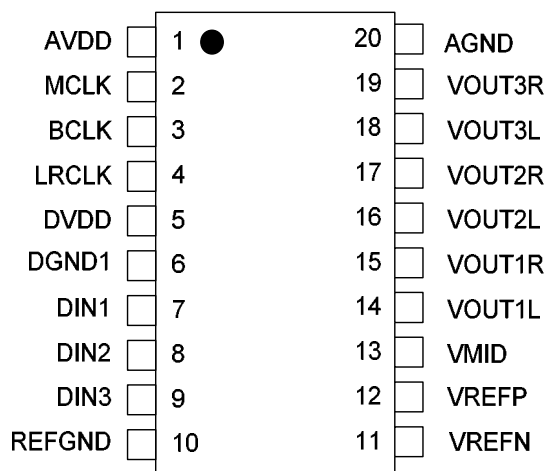 AVDD 1 20 AGND
MCLK 2 19 VOUT3R
BCLK 3 18 VOUT3L
LRCLK 4 17 VOUT2R
DVDD 5 16 VOUT2L
DGND1 6 15 VOUT1R
DIN1 7 14 VOUT1L
DIN2 8 13 VMID
DIN3 9 12 VREFP
REFGND 10 11 VREFN